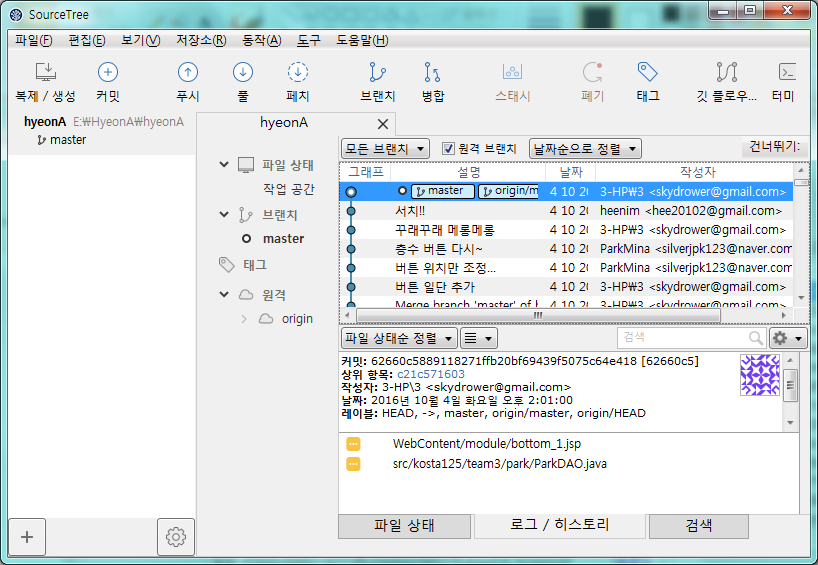 SourceTree
파일(F) 편집(E) 보기(V) 저장소(R) 동작(A) 도구 도움말(H)
복제 / 생성 커밋 푸시 풀 페치 브랜치 병합 스태시 폐기 태그 깃 플로우... 터미
hyeonA E:₩HyeonA₩hyeonA
master
hyeonA
파일 상태
작업 공간
브랜치
master
태그
원격
origin
모든 브랜치 원격 브랜치 날짜순으로 정렬 건너뛰기:
그래프 설명 날짜 작성자
master origin/m 4 10 20 3-HP₩3 <skydrower@gmail.com>
서치!! 4 10 20 heenim <hee20102@gmail.com>
꾸래꾸래 메롱메롱 4 10 20 3-HP₩3 <skydrower@gmail.com>
층수 버튼 다시~ 4 10 20 ParkMina <silverjpk123@naver.com
버튼 위치만 조정... 4 10 20 ParkMina <silverjpk123@naver.com
버튼 일단 추가 4 10 20 3-HP₩3 <skydrower@gmail.com>
Merge branch 'master' of h 4 10 20 3-HP₩3 <skydrower@gmail.com>
파일 상태순 정렬 검색
커밋: 62660c5889118271ffb20bf69439f5075c64e418 [62660c5]
상위 항목: c21c571603
작성자: 3-HP\3 <skydrower@gmail.com>
날짜: 2016년 10월 4일 화요일 오후 2:01:00
레이블: HEAD, ->, master, origin/master, origin/HEAD
WebContent/module/bottom_1.jsp
src/kosta125/team3/park/ParkDAO.java
파일 상태 로그 / 히스토리 검색